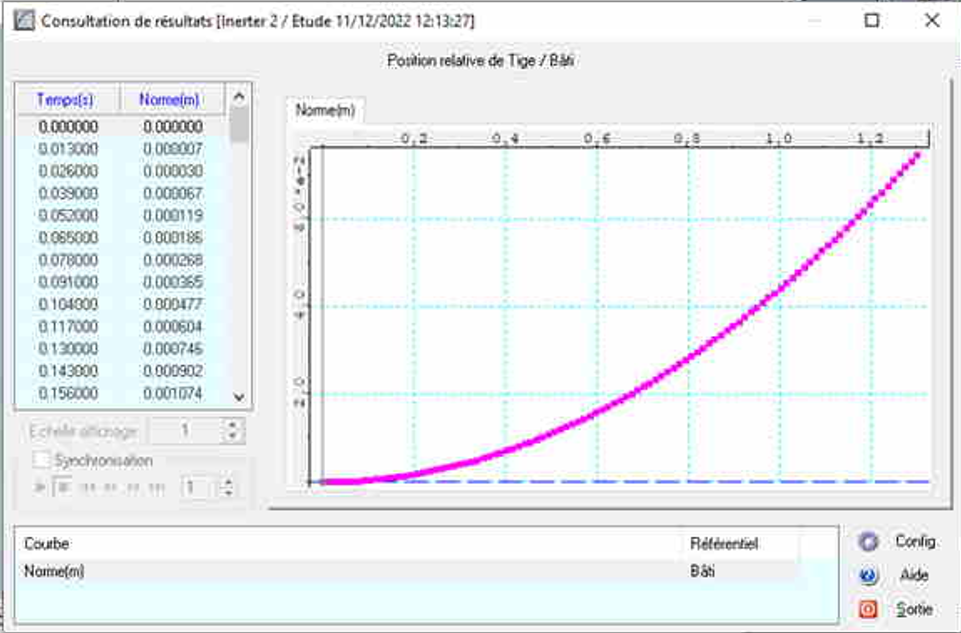 Consultation de résultats [Inerter 2 / Etude 11/12/2022 12:13:27]
Position relative de Tige / Bâti
Temps(s) Norme(m)
0.000000 0.000000
0.013000 0.000007
0.026000 0.000030
0.039000 0.000067
0.052000 0.000119
0.065000 0.000186
0.078000 0.000268
0.091000 0.000365
0.104000 0.000477
0.117000 0.000604
0.130000 0.000746
0.143000 0.000902
0.156000 0.001074
Norme(m)
0,2 0,4 0,6 0,8 1,0 1,2
6,0 *e-2
4,0
2,0
Echelle affichage 1
Synchronisation
1
Courbe Référentiel
Norme(m) Bâti
Config
Aide
Sortie